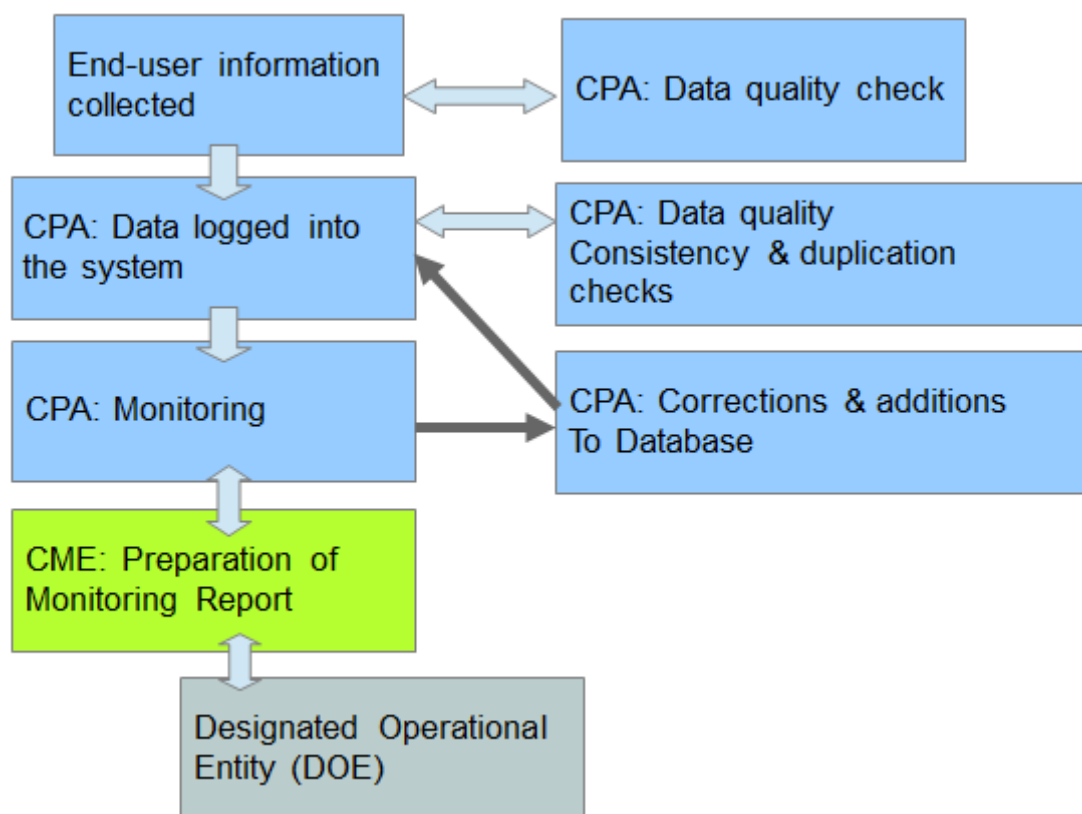 End-user information
collected
CPA: Data quality check
CPA: Data logged into
the system
CPA: Data quality
Consistency & duplication
checks
CPA: Monitoring
CPA: Corrections & additions
To Database
CME: Preparation of
Monitoring Report
Designated Operational
Entity (DOE)